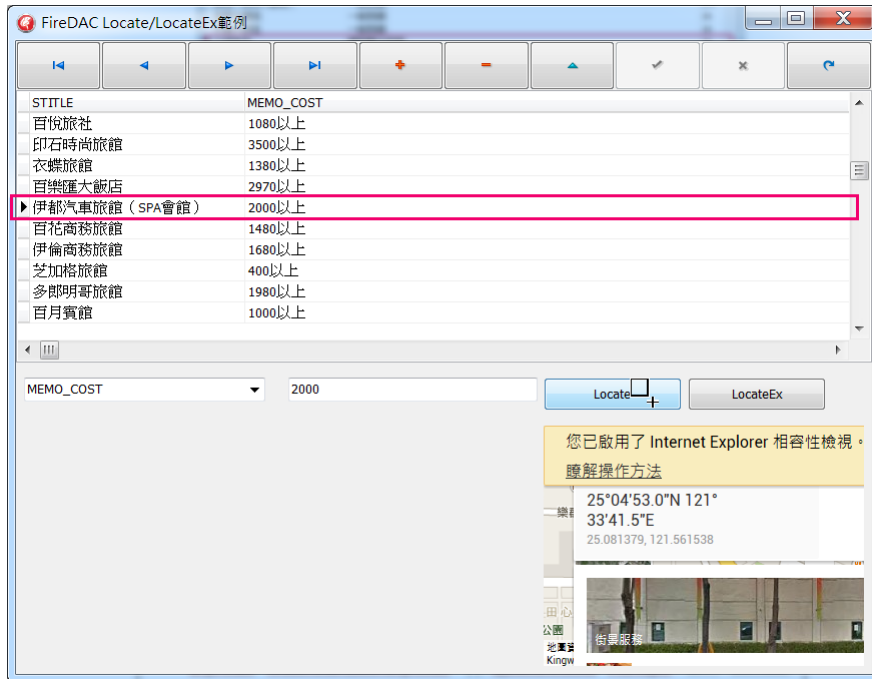 FireDAC Locate/LocateEx範例
STITLE MEMO_COST
百悅旅社 1080以上
印石時尚旅館 3500以上
衣蝶旅館 1380以上
百樂匯大飯店 2970以上
伊都汽車旅館（SPA會館） 2000以上
百花商務旅館 1480以上
伊倫商務旅館 1680以上
芝加格旅館 400以上
多郎明哥旅館 1980以上
百月賓館 1000以上
MEMO_COST 2000 Locate LocateEx
您已啟用了 Internet Explorer 相容性檢視。
瞭解操作方法
25°04'53.0"N 121°
33'41.5"E
25.081379, 121.561538
田心
公園
街景服務
地圖資
Kingw